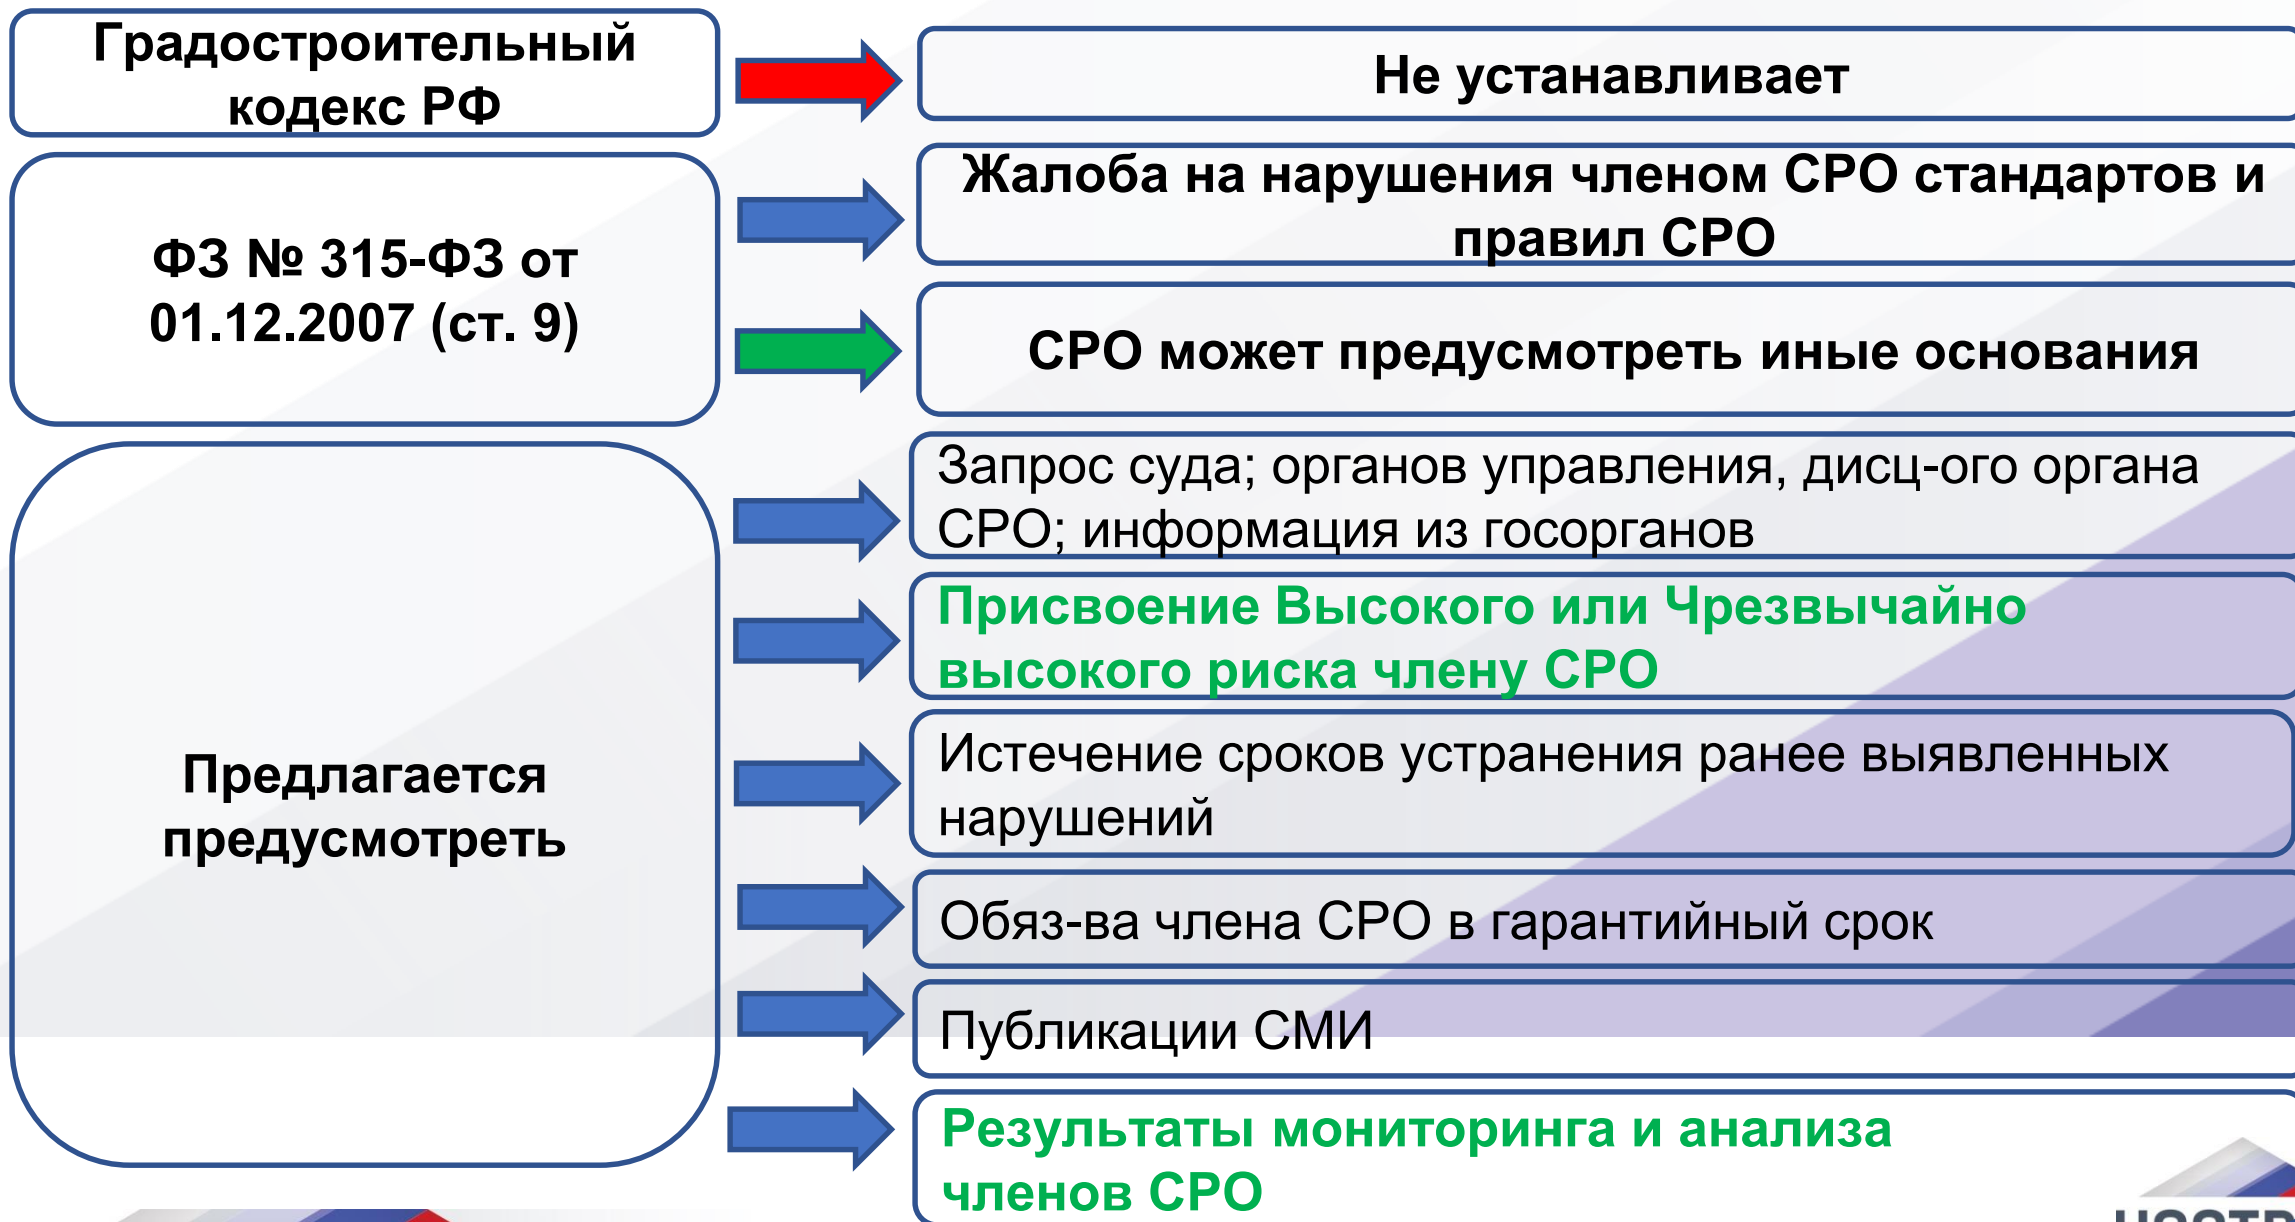 Градостроительный
кодекс РФ
Не устанавливает
ФЗ № 315-ФЗ от
01.12.2007 (ст. 9)
Жалоба на нарушения членом СРО стандартов и
правил СРО
СРО может предусмотреть иные основания
Предлагается
предусмотреть
Запрос суда; органов управления, дисц-ого органа
СРО; информация из госорганов
Присвоение Высокого или Чрезвычайно
высокого риска члену СРО
Истечение сроков устранения ранее выявленных
нарушений
Обяз-ва члена СРО в гарантийный срок
Публикации СМИ
Результаты мониторинга и анализа
членов СРО